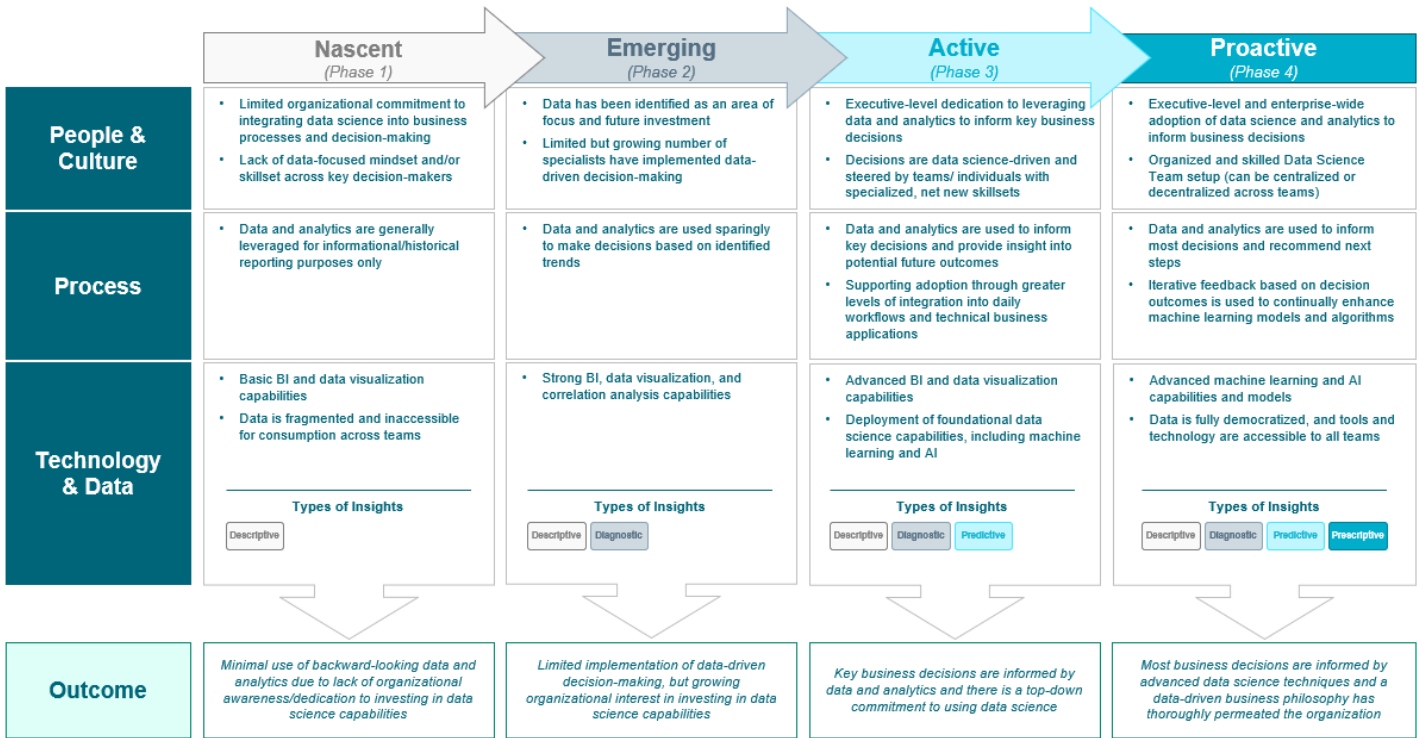 Nascent
(Phase 1)
Emerging
(Phase 2)
Active
(Phase 3)
Proactive
(Phase 4)
People &
Culture
• Limited organizational commitment to
integrating data science into business
processes and decision-making
• Lack of data-focused mindset and/or
skillset across key decision-makers
• Data has been identified as an area of
focus and future investment
• Limited but growing number of
specialists have implemented data-
driven decision-making
• Executive-level dedication to leveraging
data and analytics to inform key business
decisions
• Decisions are data science-driven and
steered by teams/ individuals with
specialized, net new skillsets
• Executive-level and enterprise-wide
adoption of data science and analytics to
inform business decisions
• Organized and skilled Data Science
Team setup (can be centralized or
decentralized across teams)
Process
• Data and analytics are generally
leveraged for informational/historical
reporting purposes only
• Data and analytics are used sparingly
to make decisions based on identified
trends
• Data and analytics are used to inform
key decisions and provide insight into
potential future outcomes
• Supporting adoption through greater
levels of integration into daily
workflows and technical business
applications
• Data and analytics are used to inform
most decisions and recommend next
steps
• Iterative feedback based on decision
outcomes is used to continually enhance
machine learning models and algorithms
Technology
& Data
• Basic BI and data visualization
capabilities
• Data is fragmented and inaccessible
for consumption across teams
Types of Insights
Descriptive
• Strong BI, data visualization, and
correlation analysis capabilities
Types of Insights
Descriptive
Diagnostic
• Advanced BI and data visualization
capabilities
• Deployment of foundational data
science capabilities, including machine
learning and AI
Types of Insights
Descriptive
Diagnostic
Predictive
• Advanced machine learning and AI
capabilities and models
• Data is fully democratized, and tools and
technology are accessible to all teams
Types of Insights
Descriptive
Diagnostic
Predictive
Prescriptive
Outcome
Minimal use of backward-looking data and
analytics due to lack of organizational
awareness/dedication to investing in data
science capabilities
Limited implementation of data-driven
decision-making, but growing
organizational interest in investing in data
science capabilities
Key business decisions are informed by
data and analytics and there is a top-down
commitment to using data science
Most business decisions are informed by
advanced data science techniques and a
data-driven business philosophy has
thoroughly permeated the organization